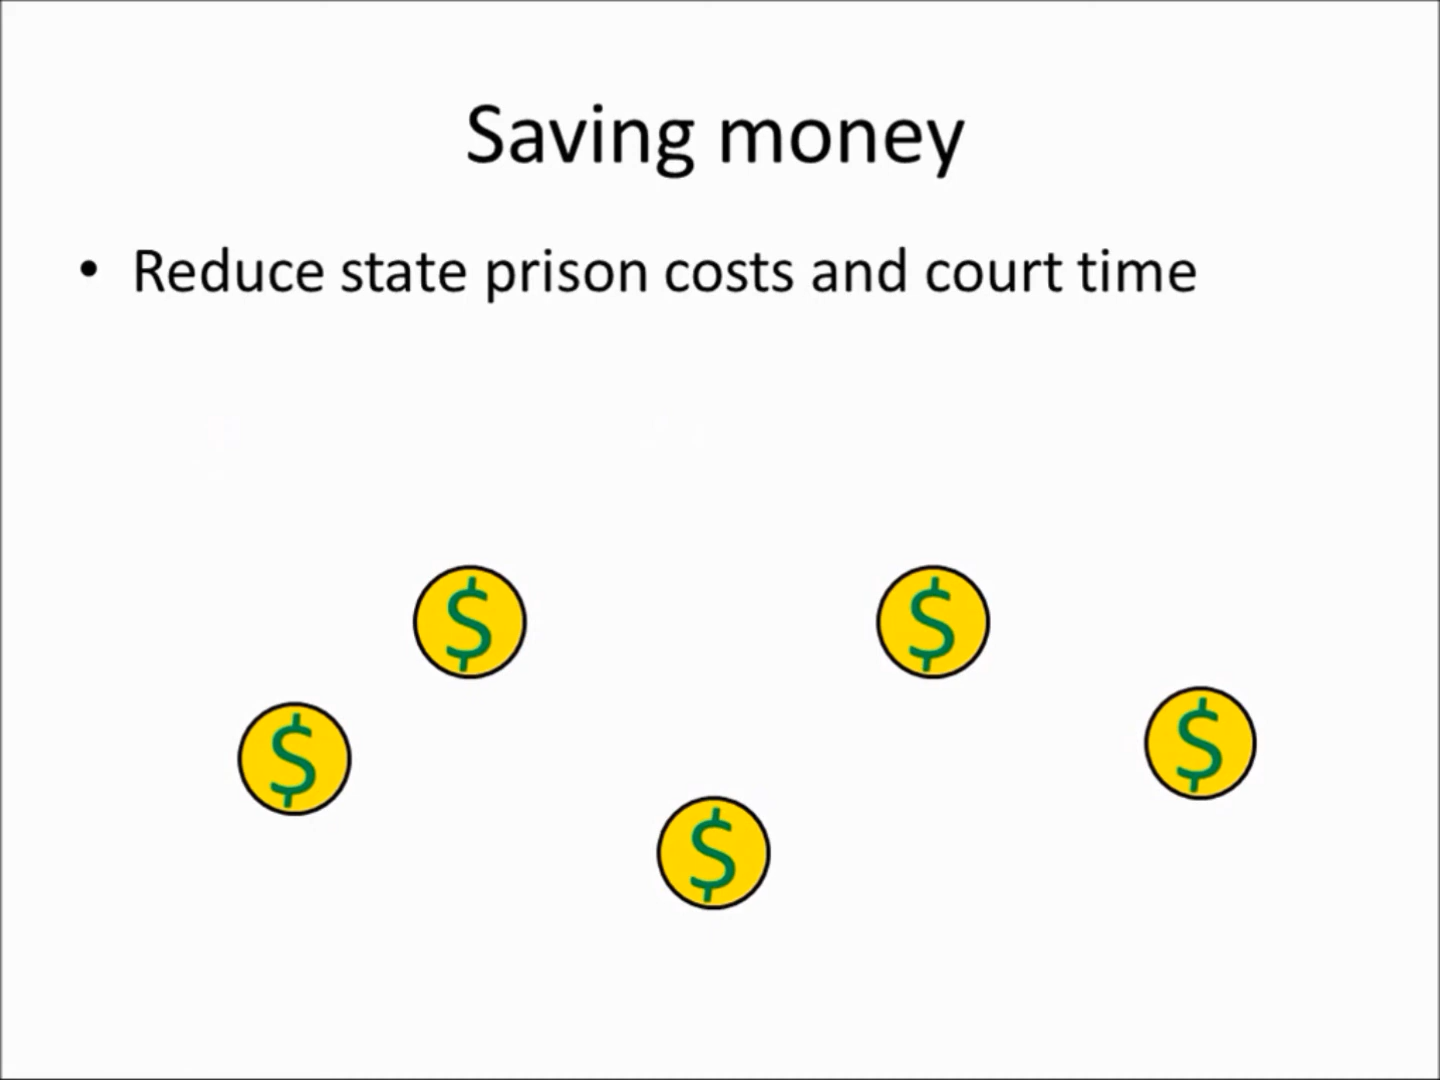 Saving money
• Reduce state prison costs and court time
$ $
$ $
$